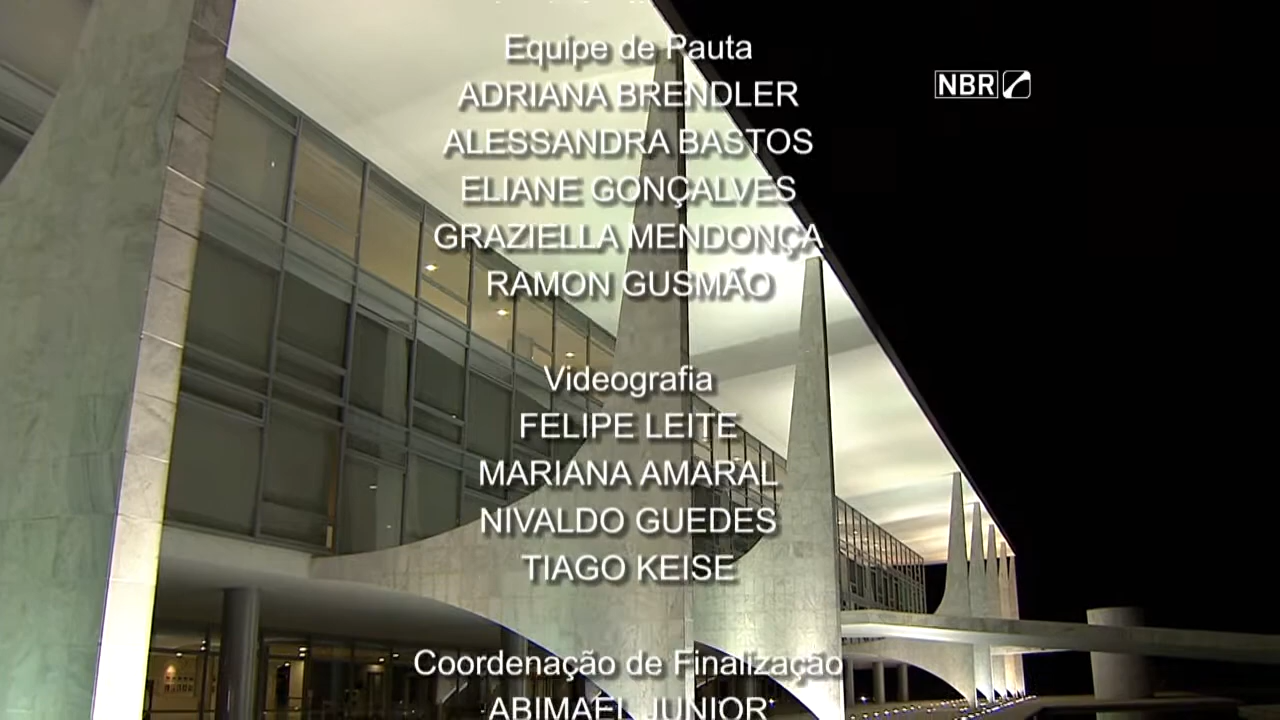 Equipe de Pauta
ADRIANA BRENDLER
ALESSANDRA BASTOS
ELIANE GONÇALVES
GRAZIELLA MENDONÇA
RAMON GUSMÃO
Videografia
FELIPE LEITE
MARIANA AMARAL
NIVALDO GUEDES
TIAGO KEISE
Coordenação de Finalização
ABIMAEL JUNIOR
NBR